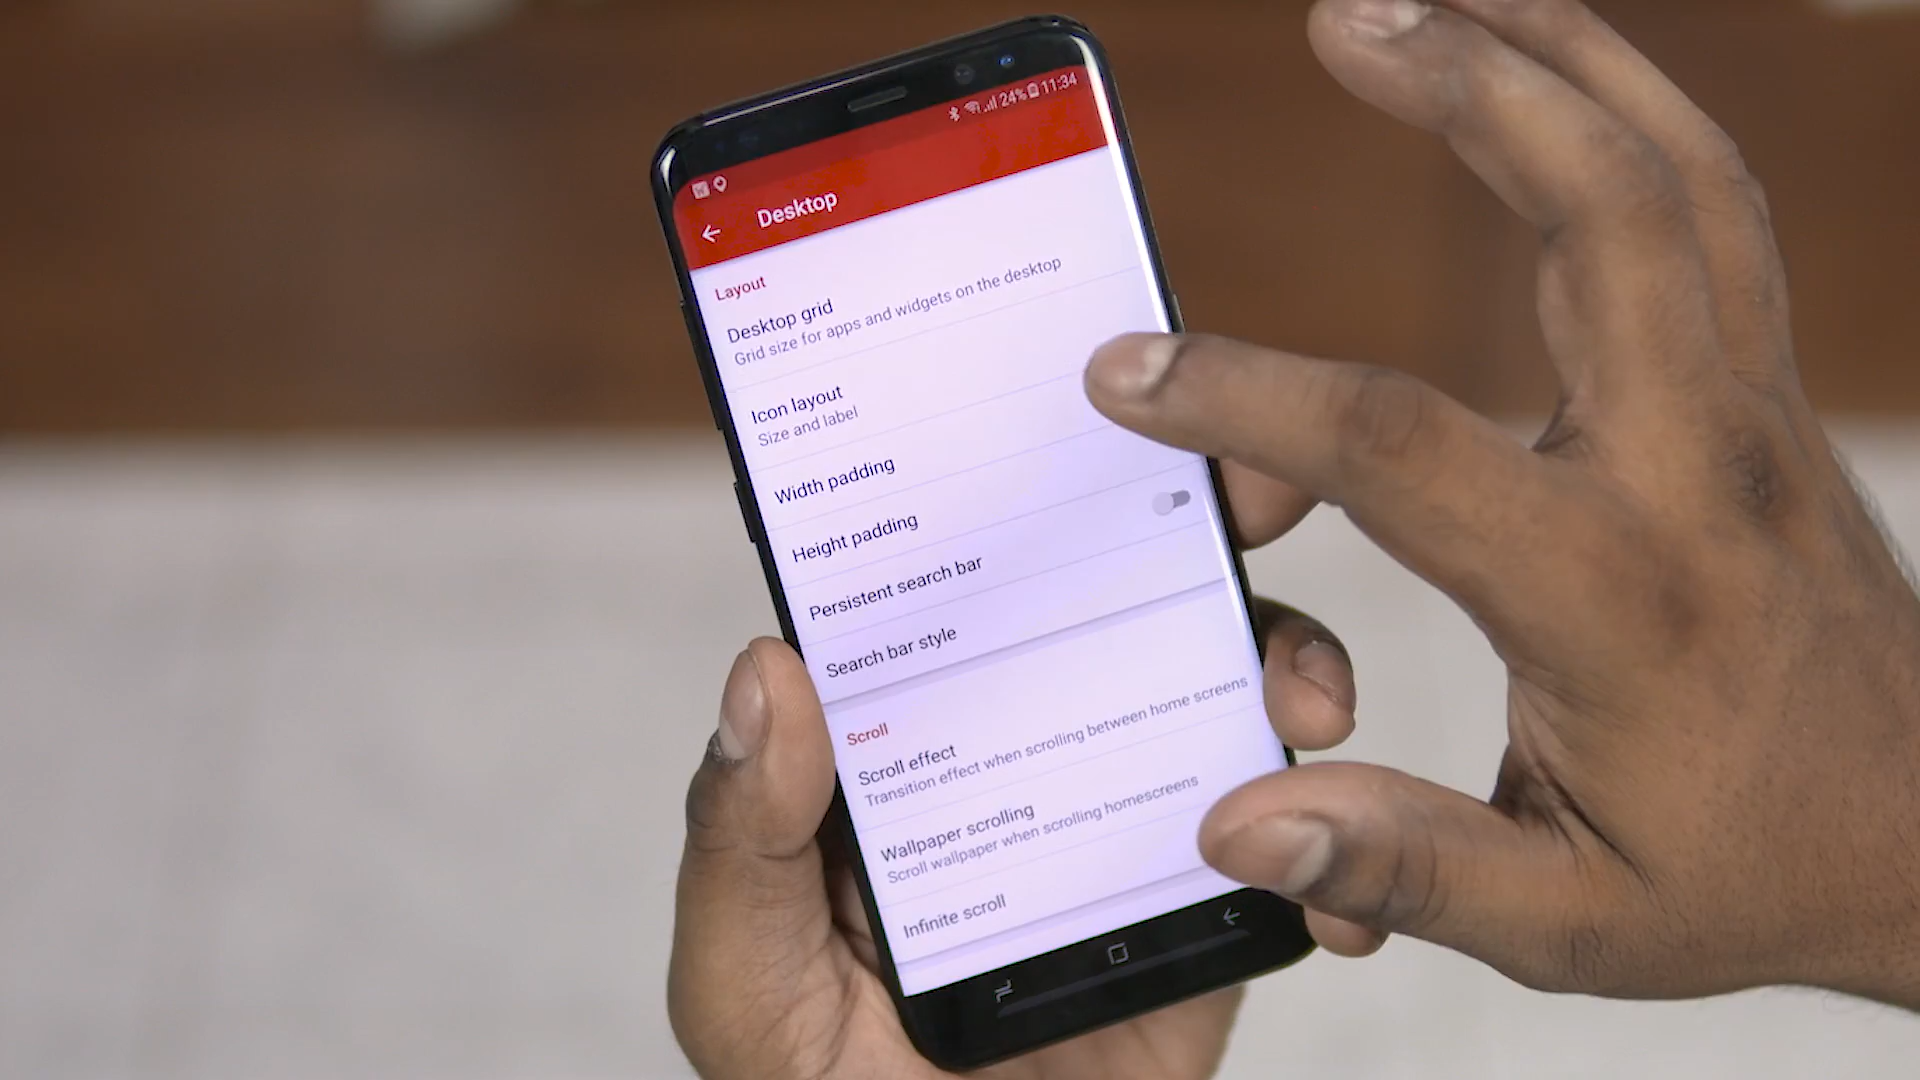 24% 11:34
Desktop
Layout
Desktop grid
Grid size for apps and widgets on the desktop
Icon layout
Size and label
Width padding
Height padding
Persistent search bar
Search bar style
Scroll
Scroll effect
Transition effect when scrolling between home screens
Wallpaper scrolling
Scroll wallpaper when scrolling homescreens
Infinite scroll